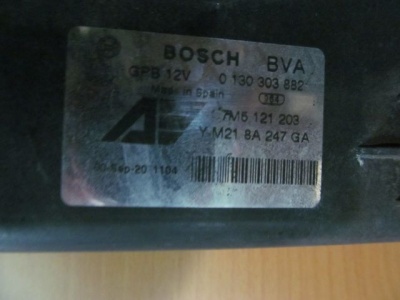 BOSCH BVA
GPB 12V 0 130 303 882
Made in Spain
7M5 121 203
Y M21 8A 247 GA